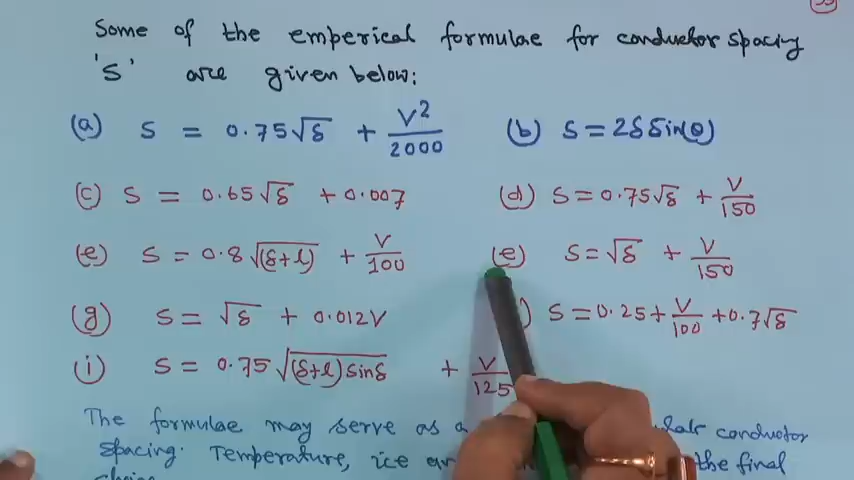 Some of the emperical formulae for conductor spacing
's' are given below:
(a) S = 0.75√δ + V²/2000 (b) S = 2δ Sin(θ)
(c) S = 0.65√δ + 0.007 (d) S = 0.75√δ + V/150
(e) S = 0.8√(δ+l) + V/100 (e) S = √δ + V/150
(g) S = √δ + 0.012V ) S = 0.25 + V/100 + 0.7√δ
(i) S = 0.75√(δ+l)sinδ + V/125
The formulae may serve as a conductor
spacing. Temperature, ice the final